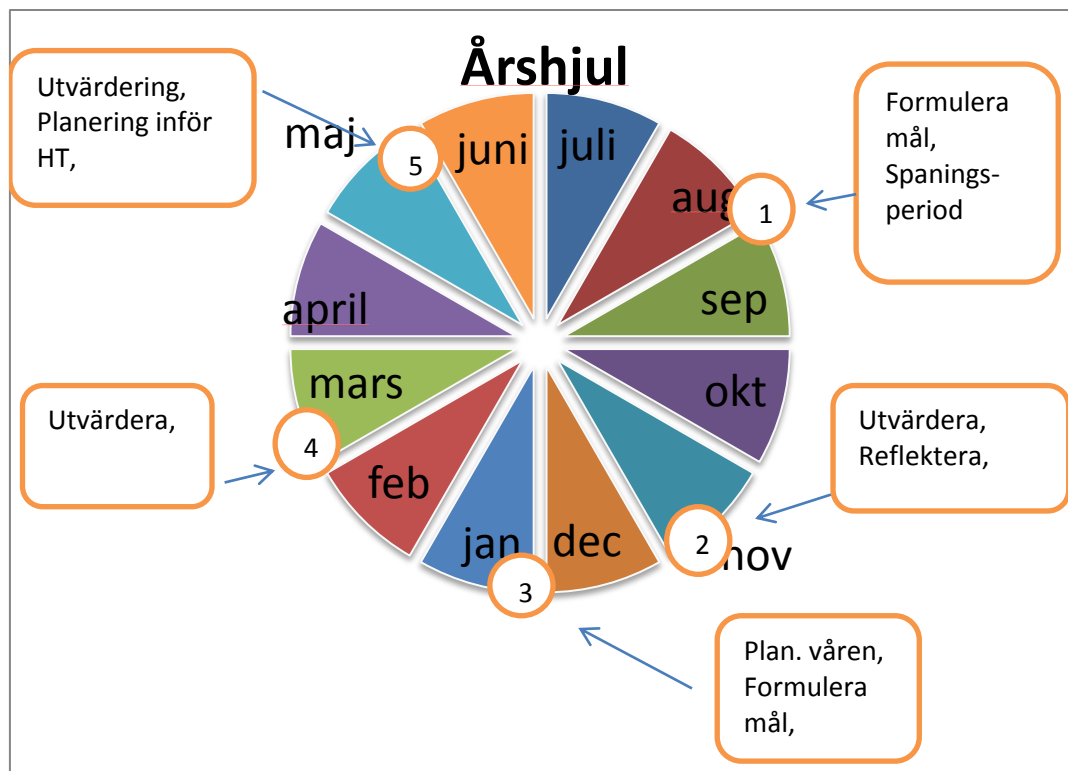 Årshjul
Utvärdering,
Planering inför
HT,
Formulera
mål,
Spanings-
period
maj
juni
juli
aug
5
1
april
sep
mars
okt
Utvärdera,
4
Utvärdera,
Reflektera,
feb
jan
dec
nov
2
3
Plan. våren,
Formulera
mål,